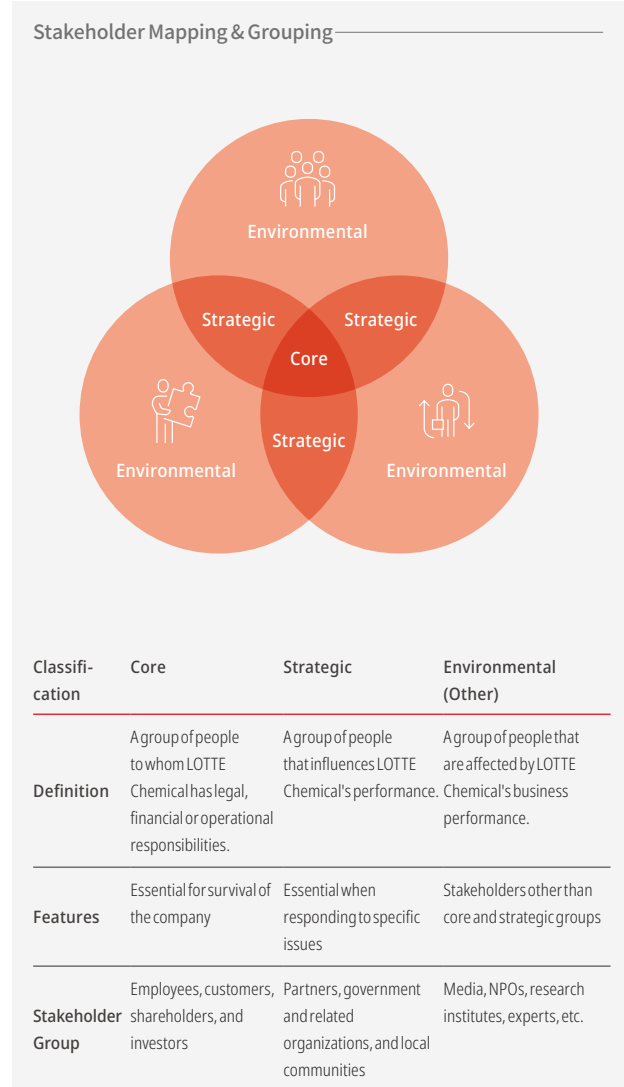 Stakeholder Mapping & Grouping
Environmental
Strategic
Strategic
Core
Strategic
Environmental
Environmental
Classifi-
cation
Core
Strategic
Environmental
(Other)
Definition
A group of people
to whom LOTTE
Chemical has legal,
financial or operational
responsibilities.
A group of people
that influences LOTTE
Chemical's performance.
A group of people that
are affected by LOTTE
Chemical's business
performance.
Features
Essential for survival of
the company
Essential when
responding to specific
issues
Stakeholders other than
core and strategic groups
Stakeholder
Group
Employees, customers,
shareholders, and
investors
Partners, government
and related
organizations, and local
communities
Media, NPOs, research
institutes, experts, etc.